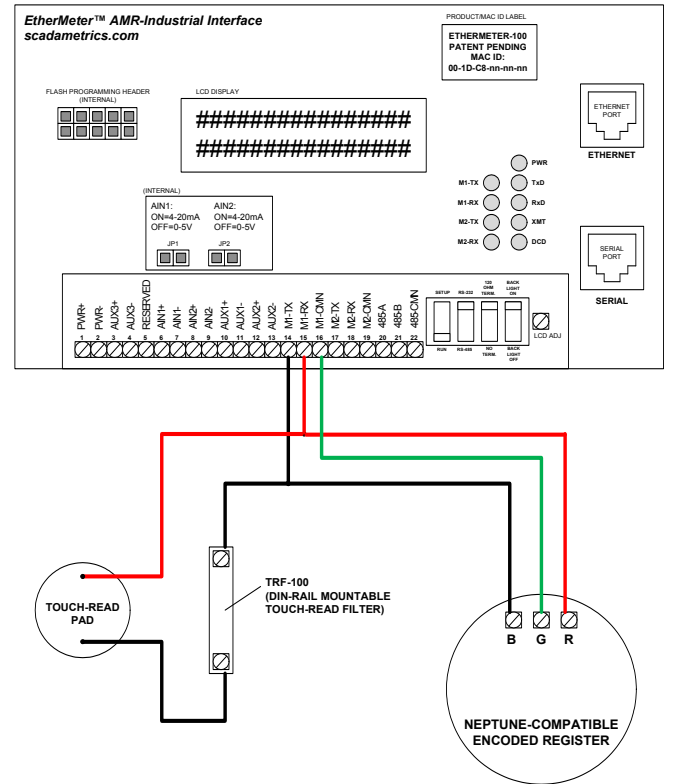 EtherMeter™ AMR-Industrial Interface
scadametrics.com
PRODUCT/MAC ID LABEL
ETHERMETER-100
PATENT PENDING
MAC ID:
00-1D-C8-nn-nn-nn
FLASH PROGRAMMING HEADER
(INTERNAL)
LCD DISPLAY
################
################
ETHERNET
PORT
ETHERNET
PWR
M1-TX
TxD
M1-RX
RxD
M2-TX
XMT
M2-RX
DCD
(INTERNAL)
AIN1:
ON=4-20mA
OFF=0-5V
AIN2:
ON=4-20mA
OFF=0-5V
JP1
JP2
SERIAL
PORT
SERIAL
PWR+
PWR-
AUX3+
AUX3-
RESERVED
AIN1+
AIN1-
AIN2+
AIN2-
AUX1+
AUX1-
AUX2+
AUX2-
M1-TX
M1-RX
M1-CMN
M2-TX
M2-RX
M2-CMN
485-A
485-B
485-CMN
1 2 3 4 5 6 7 8 9 10 11 12 13 14 15 16 17 18 19 20 21 22
SETUP
RS-232
120
OHM
TERM.
BACK
LIGHT
ON
RUN
RS-485
NO
TERM.
BACK
LIGHT
OFF
LCD ADJ
TOUCH-READ
PAD
TRF-100
(DIN-RAIL MOUNTABLE
TOUCH-READ FILTER)
B G R
NEPTUNE-COMPATIBLE
ENCODED REGISTER